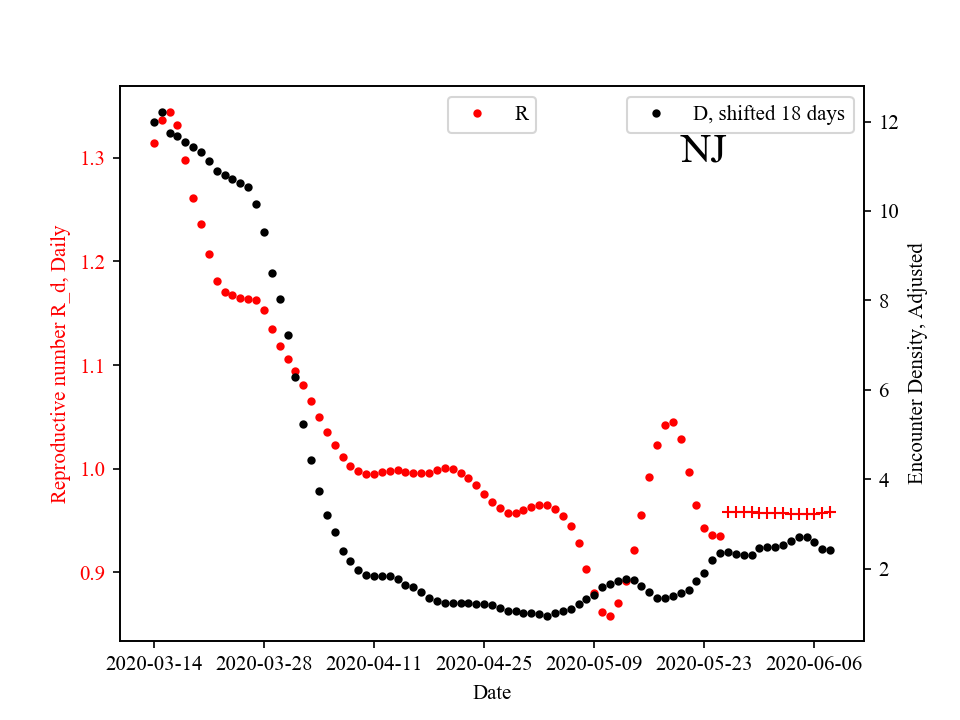 R
D, shifted 18 days
NJ
Reproductive number R_d, Daily
1.3
1.2
1.1
1.0
0.9
12
10
8
6
4
2
Encounter Density, Adjusted
2020-03-14 2020-03-28 2020-04-11 2020-04-25 2020-05-09 2020-05-23 2020-06-06
Date